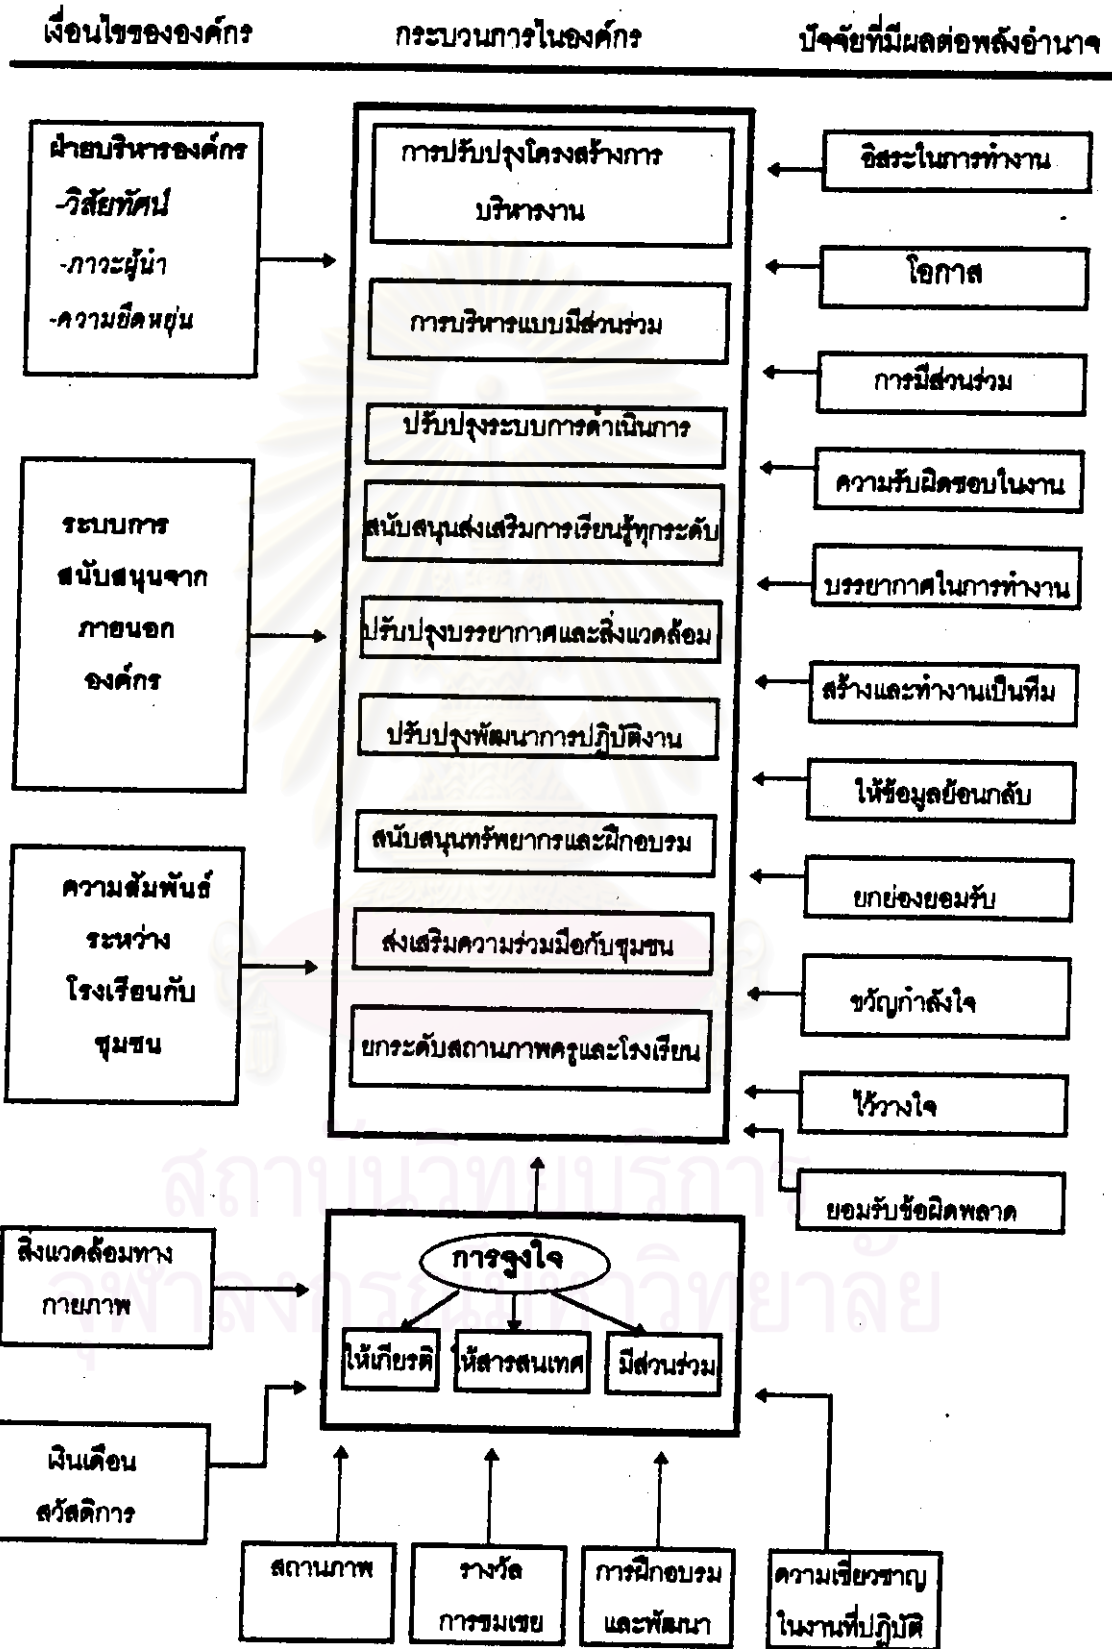 เงื่อนไขขององค์กร
กระบวนการในองค์กร
ปัจจัยที่มีผลต่อพลังอำนาจ
ฝ่ายบริหารองค์กร
-วิสัยทัศน์
-ภาวะผู้นำ
-ความยืดหยุ่น
ระบบการ
สนับสนุนจาก
ภายนอก
องค์กร
ความสัมพันธ์
ระหว่าง
โรงเรียนกับ
ชุมชน
การปรับปรุงโครงสร้างการ
บริหารงาน
การบริหารแบบมีส่วนร่วม
ปรับปรุงระบบการดำเนินการ
สนับสนุนส่งเสริมการเรียนรู้ทุกระดับ
ปรับปรุงบรรยากาศและสิ่งแวดล้อม
ปรับปรุงพัฒนาการปฏิบัติงาน
สนับสนุนทรัพยากรและฝึกอบรม
ส่งเสริมความร่วมมือกับชุมชน
ยกระดับสถานภาพครูและโรงเรียน
อิสระในการทำงาน
โอกาส
การมีส่วนร่วม
ความรับผิดชอบในงาน
บรรยากาศในการทำงาน
สร้างและทำงานเป็นทีม
ให้ข้อมูลย้อนกลับ
ยกย่องยอมรับ
ขวัญกำลังใจ
ไว้วางใจ
ยอมรับข้อผิดพลาด
สถาบันวิทยบริการ
จุฬาลงกรณ์มหาวิทยาลัย
สิ่งแวดล้อมทาง
กายภาพ
เงินเดือน
สวัสดิการ
การจูงใจ
ให้เกียรติ
ให้สารสนเทศ
มีส่วนร่วม
สถานภาพ
รางวัล
การชมเชย
การฝึกอบรม
และพัฒนา
ความเชี่ยวชาญ
ในงานที่ปฏิบัติ